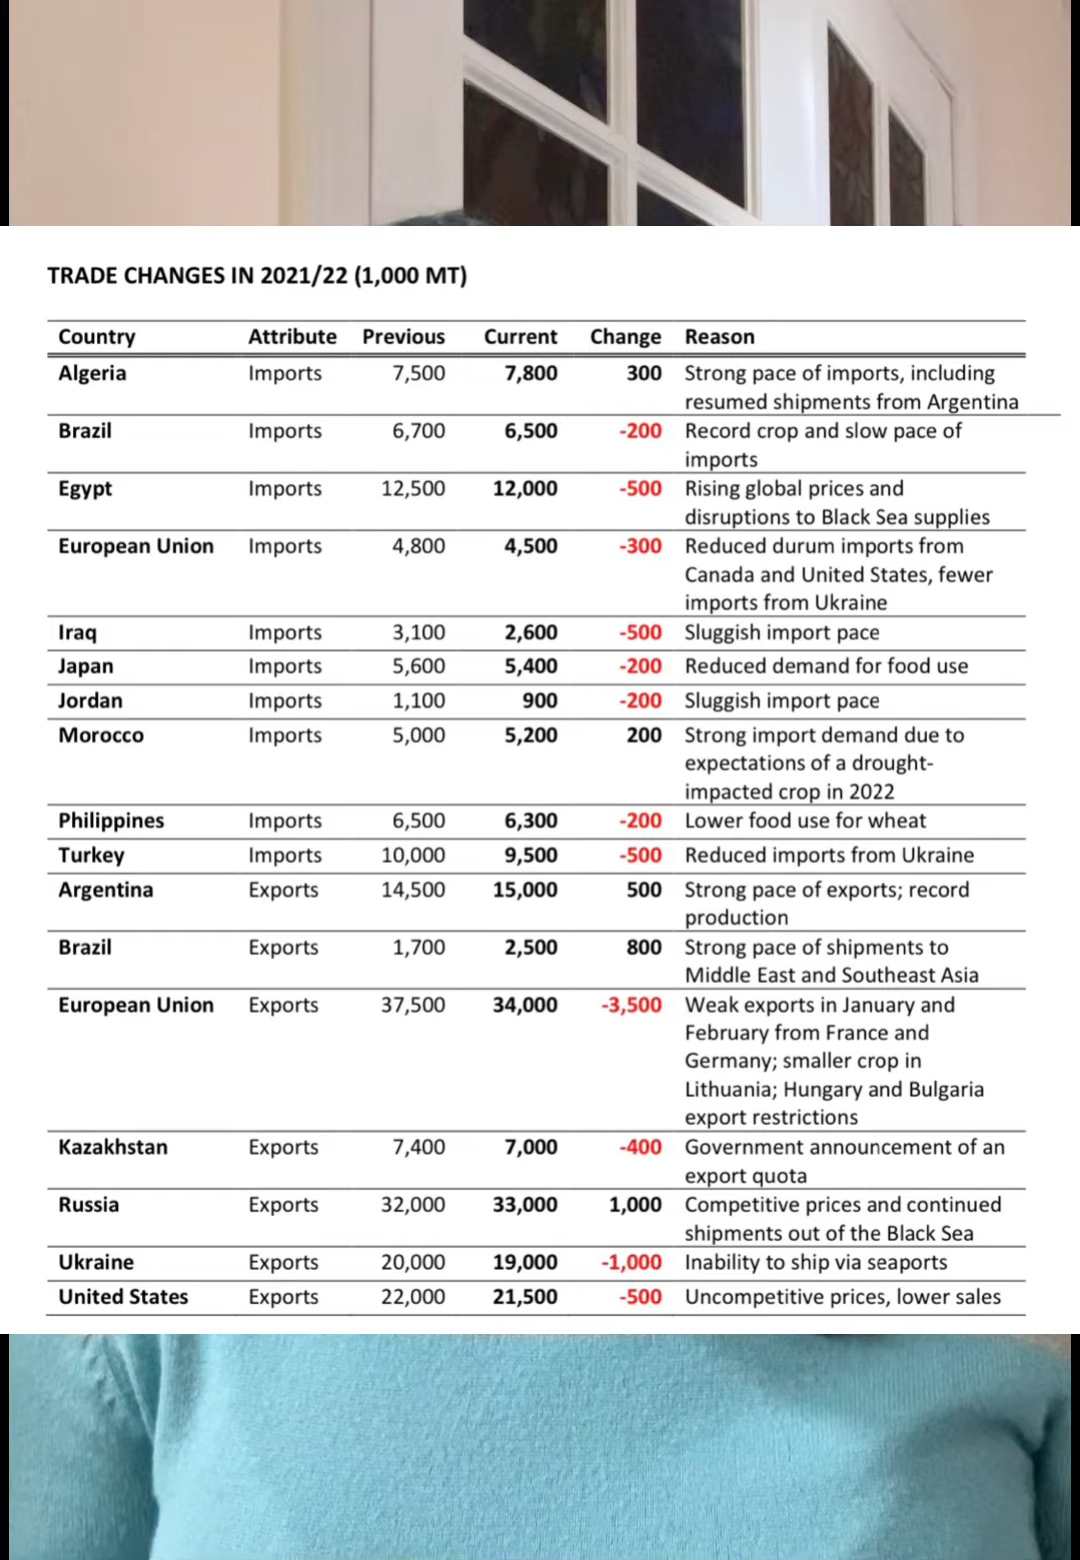 TRADE CHANGES IN 2021/22 (1,000 MT)
Country Attribute Previous Current Change Reason
Algeria Imports 7,500 7,800 300 Strong pace of imports, including
resumed shipments from Argentina
Brazil Imports 6,700 6,500 -200 Record crop and slow pace of
imports
Egypt Imports 12,500 12,000 -500 Rising global prices and
disruptions to Black Sea supplies
European Union Imports 4,800 4,500 -300 Reduced durum imports from
Canada and United States, fewer
imports from Ukraine
Iraq Imports 3,100 2,600 -500 Sluggish import pace
Japan Imports 5,600 5,400 -200 Reduced demand for food use
Jordan Imports 1,100 900 -200 Sluggish import pace
Morocco Imports 5,000 5,200 200 Strong import demand due to
expectations of a drought-
impacted crop in 2022
Philippines Imports 6,500 6,300 -200 Lower food use for wheat
Turkey Imports 10,000 9,500 -500 Reduced imports from Ukraine
Argentina Exports 14,500 15,000 500 Strong pace of exports; record
production
Brazil Exports 1,700 2,500 800 Strong pace of shipments to
Middle East and Southeast Asia
European Union Exports 37,500 34,000 -3,500 Weak exports in January and
February from France and
Germany; smaller crop in
Lithuania; Hungary and Bulgaria
export restrictions
Kazakhstan Exports 7,400 7,000 -400 Government announcement of an
export quota
Russia Exports 32,000 33,000 1,000 Competitive prices and continued
shipments out of the Black Sea
Ukraine Exports 20,000 19,000 -1,000 Inability to ship via seaports
United States Exports 22,000 21,500 -500 Uncompetitive prices, lower sales